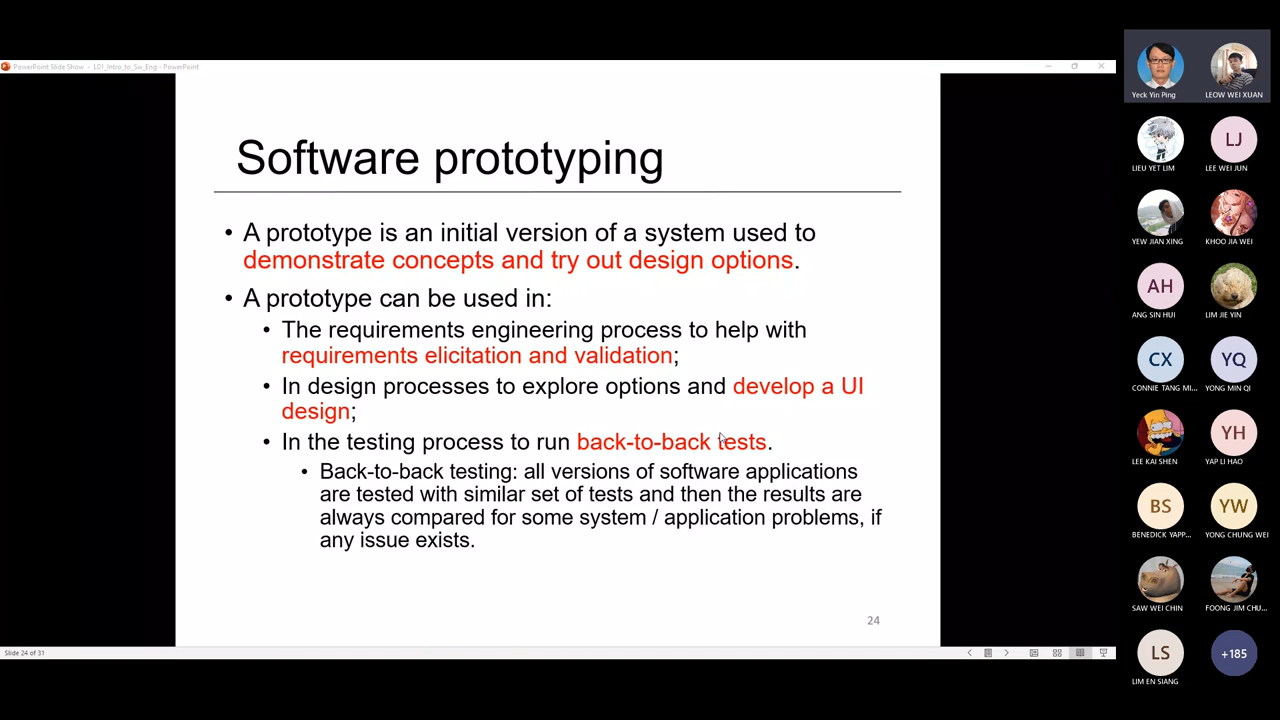 PowerPoint Slide Show - L01_Intro_to_Sw_Eng - PowerPoint
Software prototyping
• A prototype is an initial version of a system used to
demonstrate concepts and try out design options.
• A prototype can be used in:
• The requirements engineering process to help with
requirements elicitation and validation;
• In design processes to explore options and develop a UI
design;
• In the testing process to run back-to-back tests.
• Back-to-back testing: all versions of software applications
are tested with similar set of tests and then the results are
always compared for some system / application problems, if
any issue exists.
24
Slide 24 of 31
Yeck Yin Ping
LEOW WEI XUAN
LIEU YET LIM
LJ
LEE WEI JUN
YEW JIAN XING
KHOO JIA WEI
AH
ANG SIN HUI
LIM JIE YIN
CX
CONNIE TANG MI...
YQ
YONG MIN QI
LEE KAI SHEN
YH
YAP LI HAO
BS
BENEDICK YAPP...
YW
YONG CHUNG WEI
SAW WEI CHIN
FOONG JIM CHU...
LS
LIM EN SIANG
+185